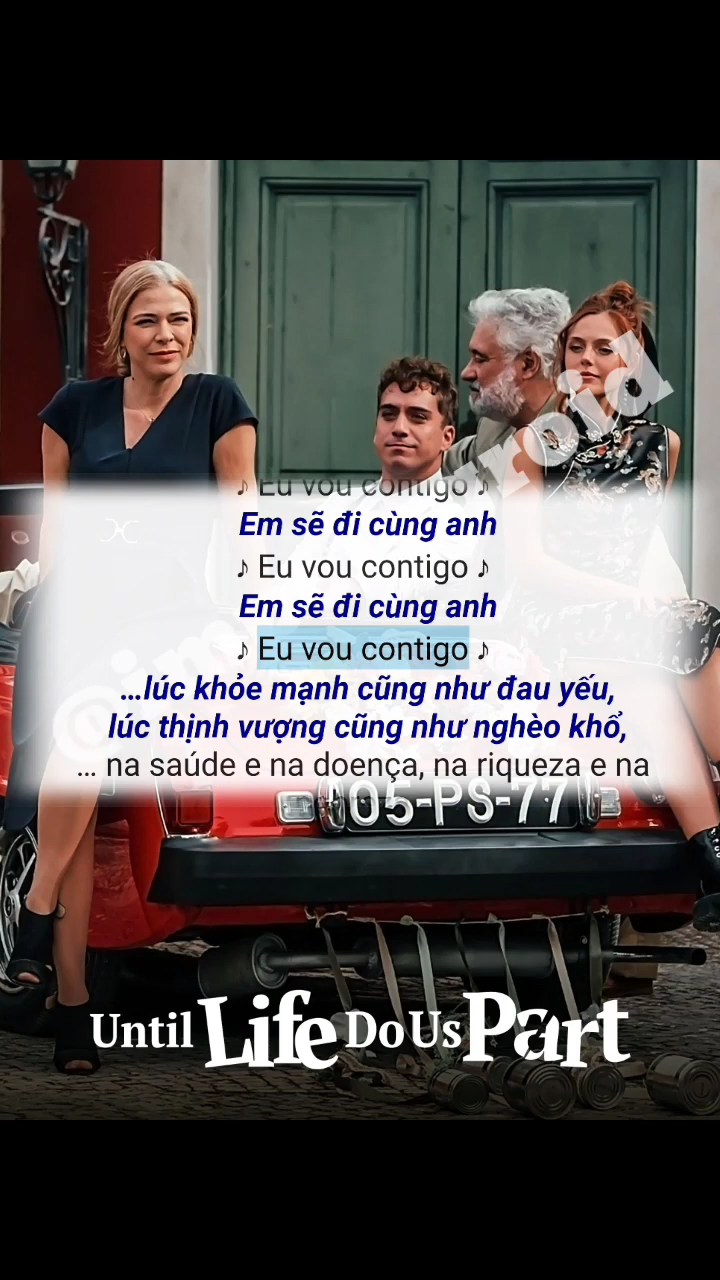 ♪ Eu vou contigo ♪
Em sẽ đi cùng anh
♪ Eu vou contigo ♪
Em sẽ đi cùng anh
♪ Eu vou contigo ♪
…lúc khỏe mạnh cũng như đau yếu,
lúc thịnh vượng cũng như nghèo khổ,
… na saúde e na doença, na riqueza e na
05-PS-77
Until Life Do Us Part